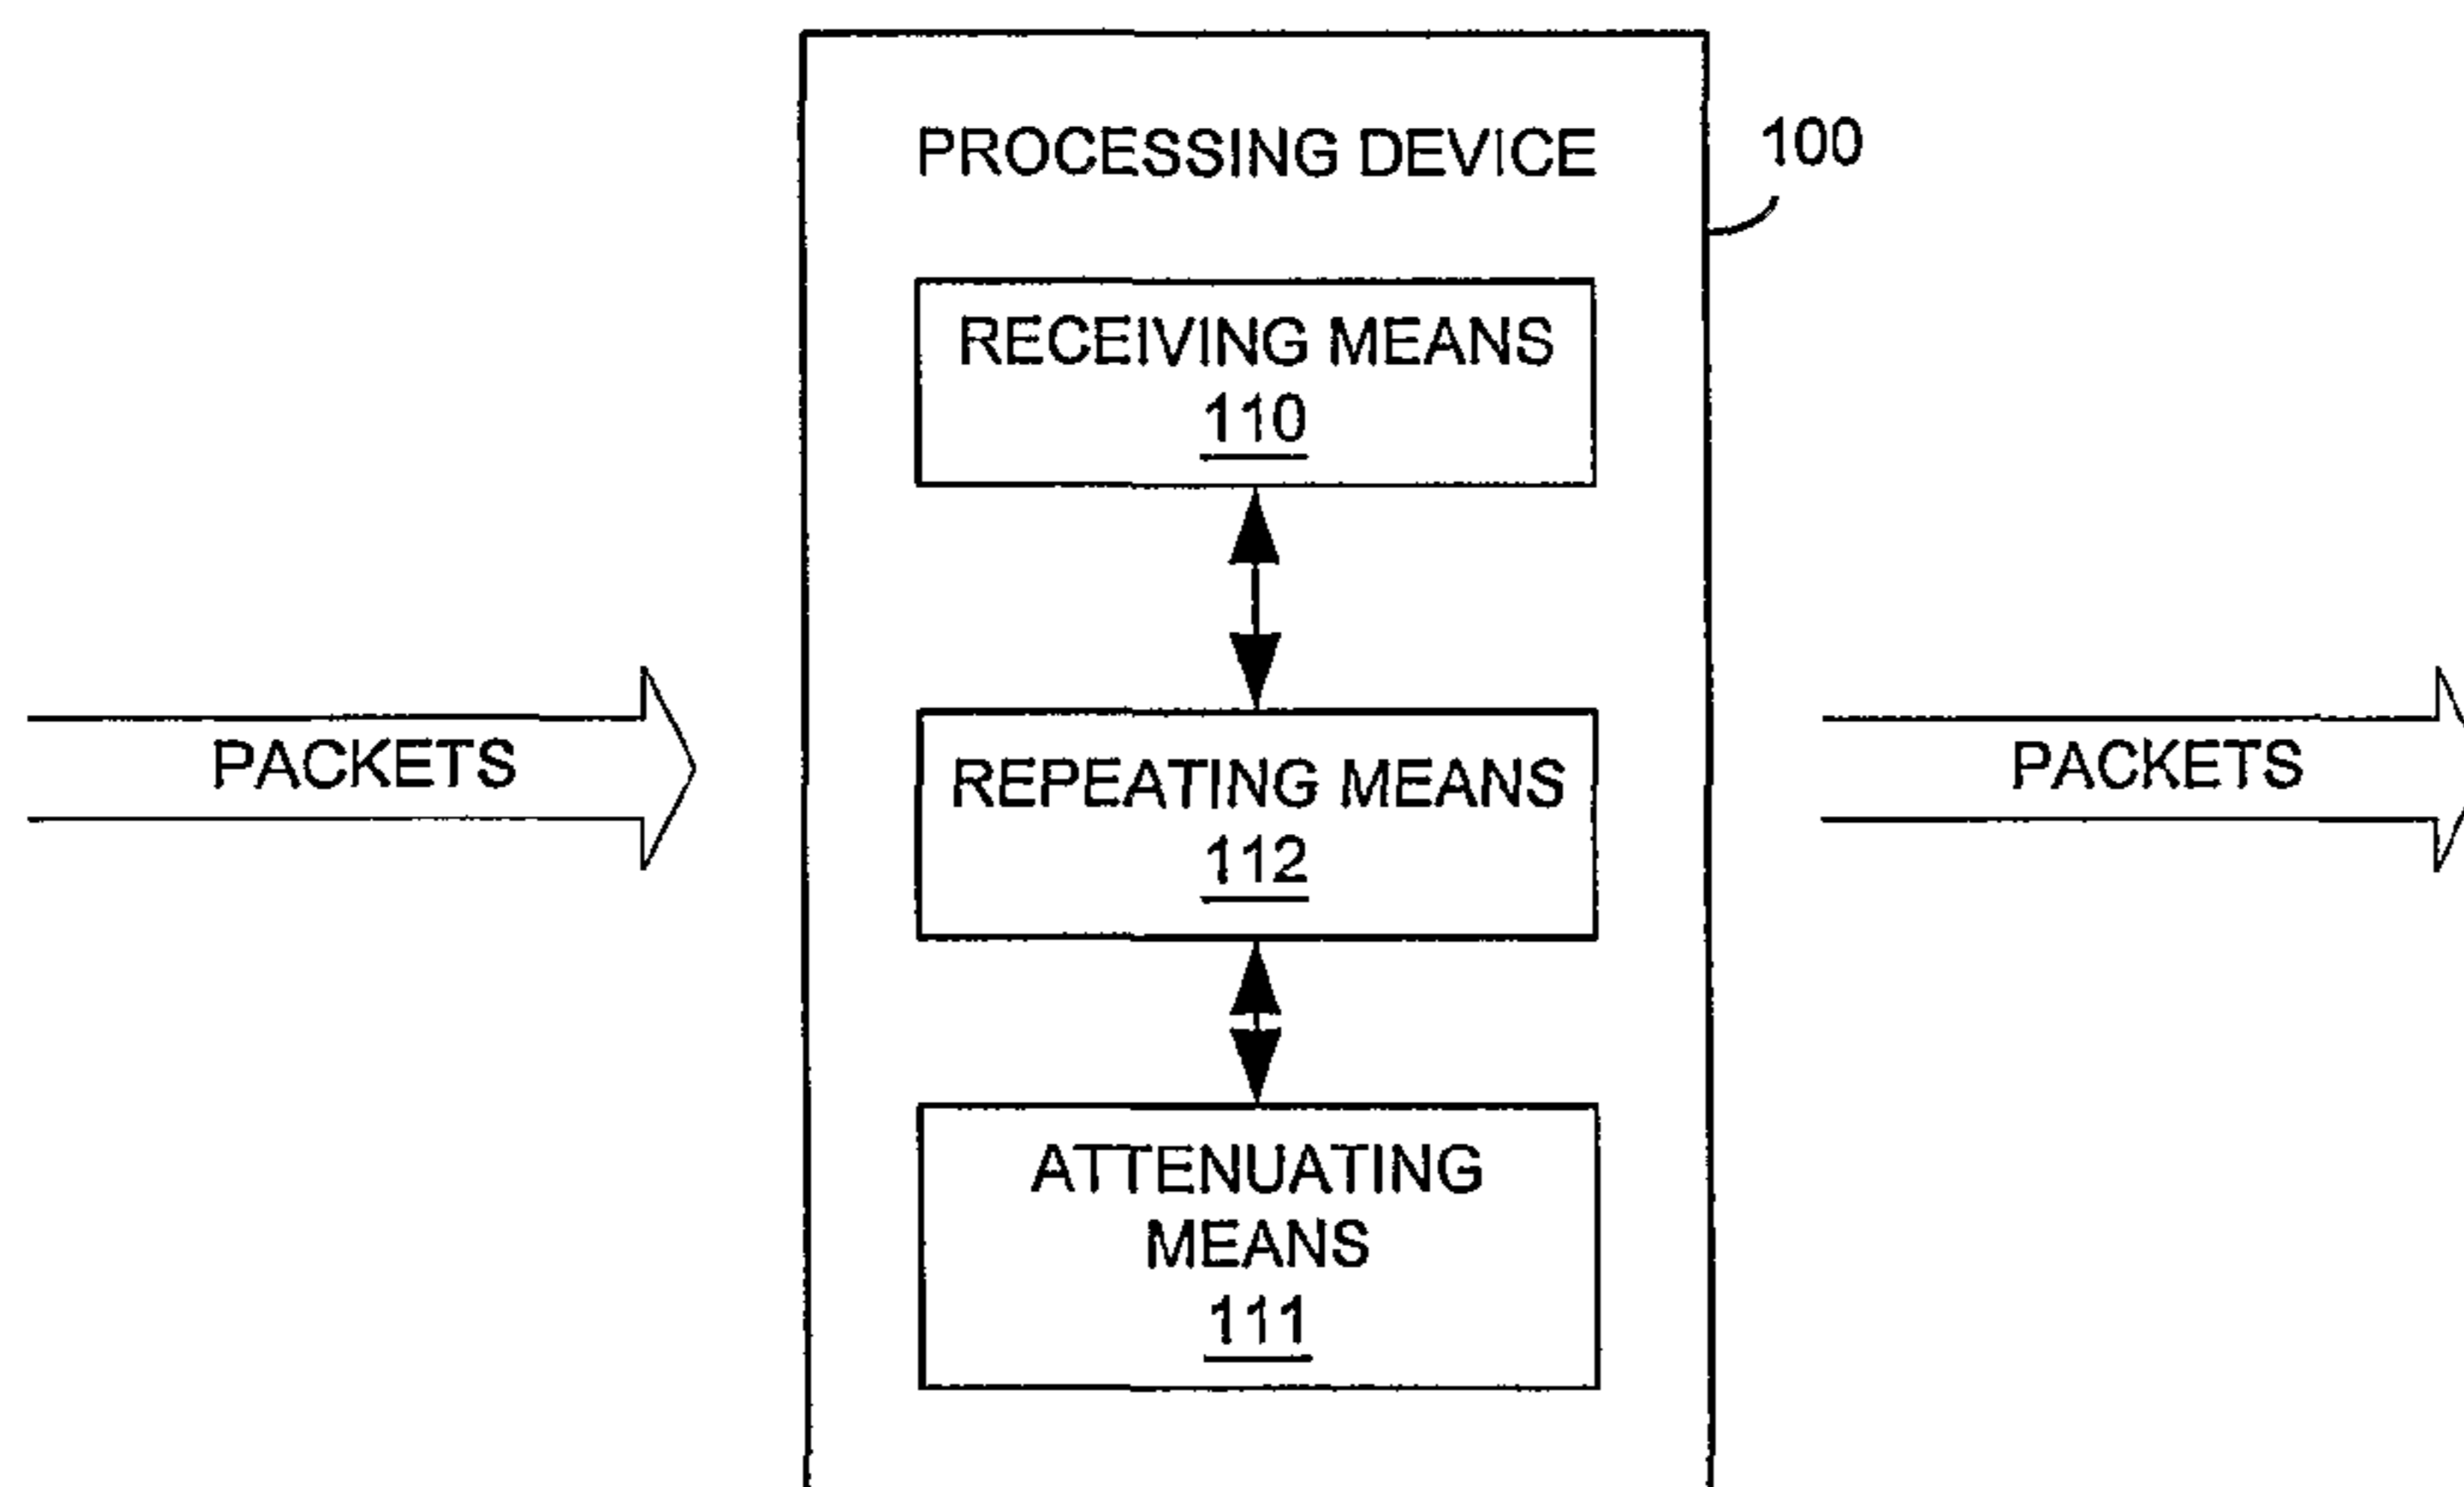 PROCESSING DEVICE
100
RECEIVING MEANS
110
PACKETS
REPEATING MEANS
112
PACKETS
ATTENUATING
MEANS
111